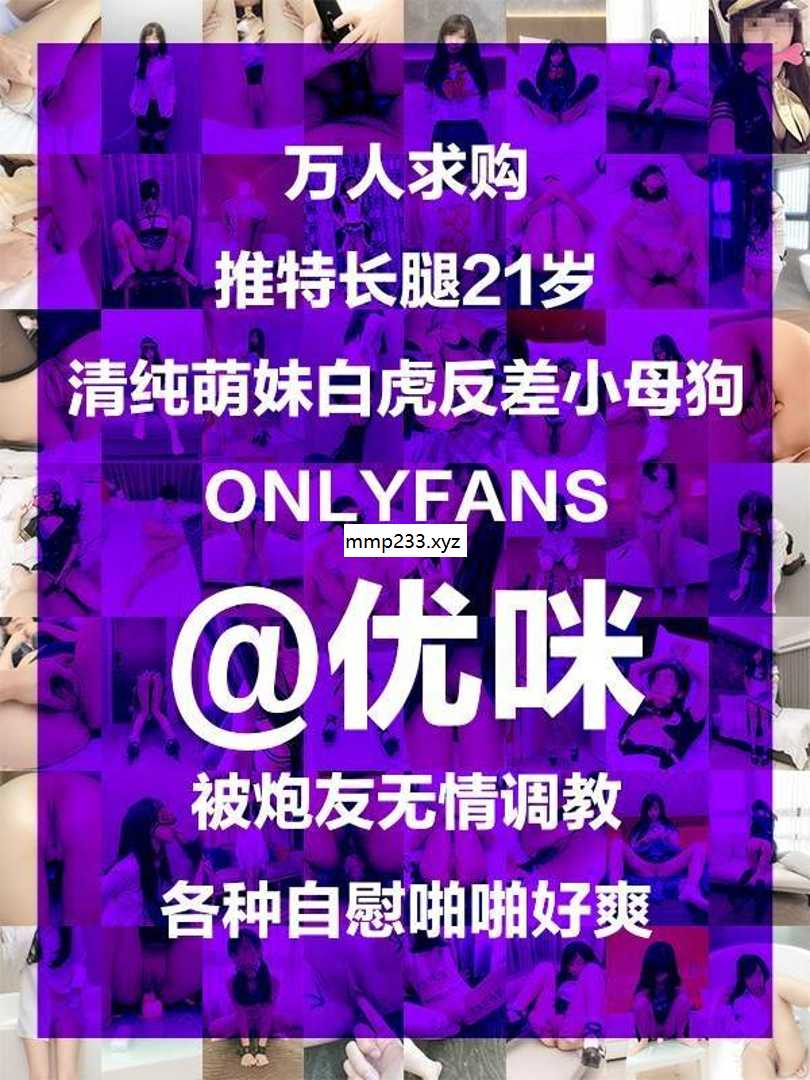 万人求购
推特长腿21岁
清纯萌妹白虎反差小母狗
ONLYFANS
mmp233.xyz
@优咪
被炮友无情调教
各种自慰啪啪好爽